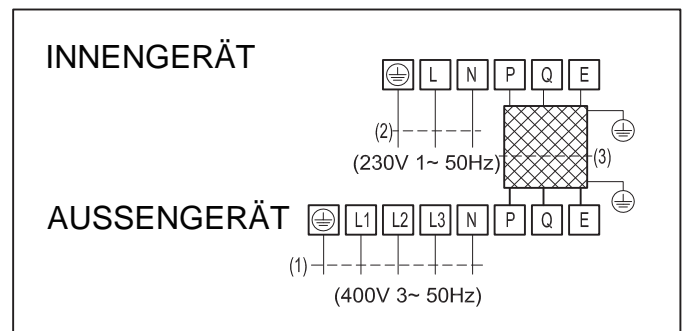 INNENGERÄT
L N P Q E
(2)
(230V 1~ 50Hz)
(3)
AUSSENGERÄT L1 L2 L3 N P Q E
(1)
(400V 3~ 50Hz)